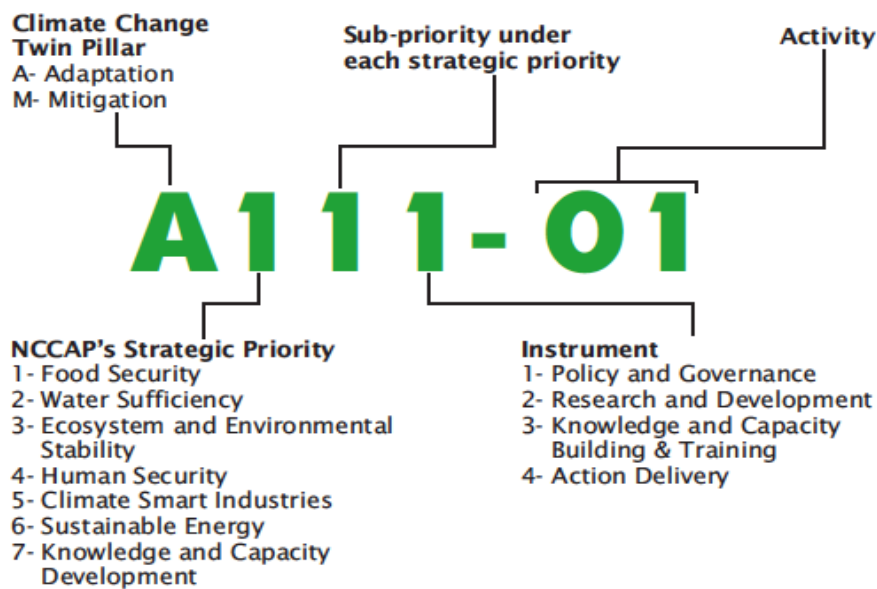 Climate Change
Twin Pillar
A- Adaptation
M- Mitigation
Sub-priority under
each strategic priority
Activity
A111-01
NCCAP's Strategic Priority
1- Food Security
2- Water Sufficiency
3- Ecosystem and Environmental
Stability
4- Human Security
5- Climate Smart Industries
6- Sustainable Energy
7- Knowledge and Capacity
Development
Instrument
1- Policy and Governance
2- Research and Development
3- Knowledge and Capacity
Building & Training
4- Action Delivery